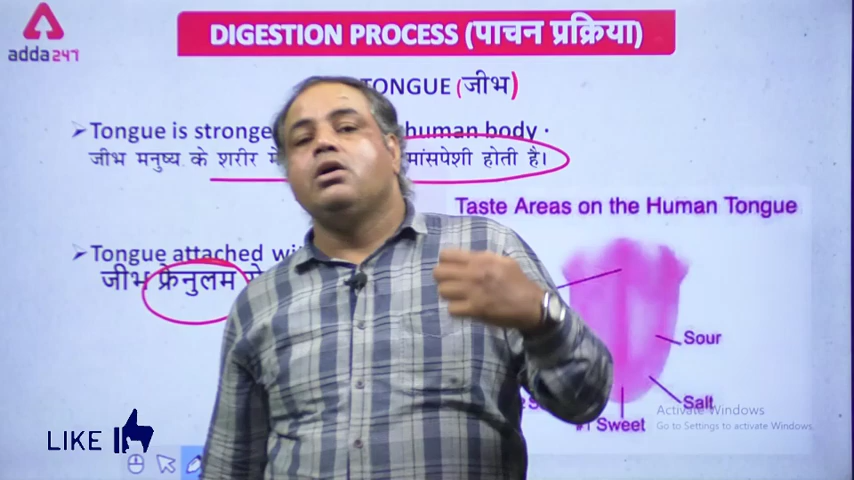 adda247
DIGESTION PROCESS (पाचन प्रक्रिया)
TONGUE (जीभ)
Tongue is stronge human body
जीभ मनुष्य के शरीर मांसपेशी होती है।
Taste Areas on the Human Tongue
Tongue attached wi
जीभ फ्रेनुलम से
Sour
Salt
#1 Sweet
Activate Windows
Go to Settings to activate Windows.
LIKE